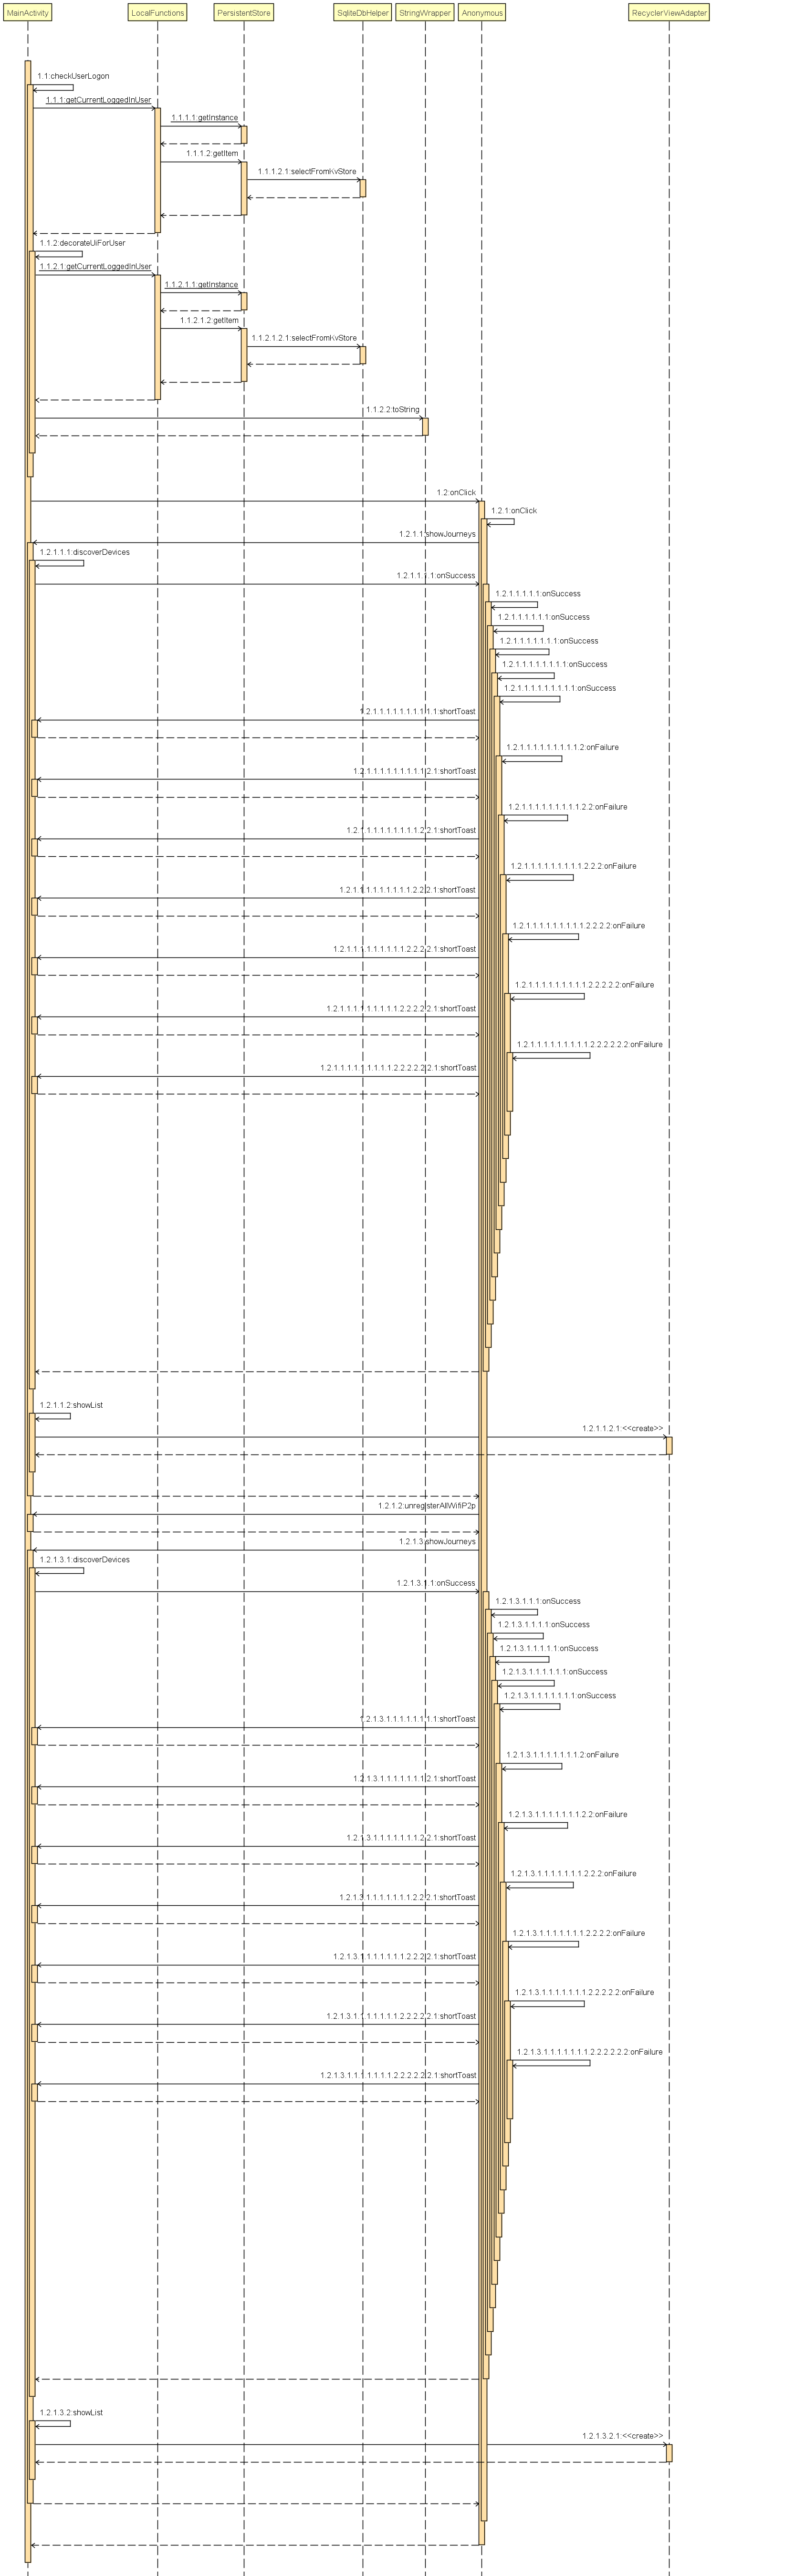 MainActivity
LocalFunctions
PersistentStore
SqliteDbHelper
StringWrapper
Anonymous
RecyclerViewAdapter
1.1:checkUserLogon
1.1.1:getCurrentLoggedInUser
1.1.1.1:getInstance
1.1.1.2:getItem
1.1.1.2.1:selectFromKvStore
1.1.2:decorateUiForUser
1.1.2.1:getCurrentLoggedInUser
1.1.2.1.1:getInstance
1.1.2.1.2:getItem
1.1.2.1.2.1:selectFromKvStore
1.1.2.2:toString
1.2:onClick
1.2.1:onClick
1.2.1.1:showJourneys
1.2.1.1.1:discoverDevices
1.2.1.1.1.1:onSuccess
1.2.1.1.1.1.1:onSuccess
1.2.1.1.1.1.1.1:onSuccess
1.2.1.1.1.1.1.1.1:onSuccess
1.2.1.1.1.1.1.1.1.1:onSuccess
1.2.1.1.1.1.1.1.1.1.1:onSuccess
1.2.1.1.1.1.1.1.1.1.1.1:shortToast
1.2.1.1.1.1.1.1.1.1.1.2:onFailure
1.2.1.1.1.1.1.1.1.1.1.2.1:shortToast
1.2.1.1.1.1.1.1.1.1.1.2.2:onFailure
1.2.1.1.1.1.1.1.1.1.1.2.2.1:shortToast
1.2.1.1.1.1.1.1.1.1.1.2.2.2:onFailure
1.2.1.1.1.1.1.1.1.1.1.2.2.2.1:shortToast
1.2.1.1.1.1.1.1.1.1.1.2.2.2.2:onFailure
1.2.1.1.1.1.1.1.1.1.1.2.2.2.2.1:shortToast
1.2.1.1.1.1.1.1.1.1.1.2.2.2.2.2:onFailure
1.2.1.1.1.1.1.1.1.1.1.2.2.2.2.2.1:shortToast
1.2.1.1.1.1.1.1.1.1.1.2.2.2.2.2.2:onFailure
1.2.1.1.1.1.1.1.1.1.1.2.2.2.2.2.2.1:shortToast
1.2.1.1.2:showList
1.2.1.1.2.1:<<create>>
1.2.1.2:unregisterAllWifiP2p
1.2.1.3:showJourneys
1.2.1.3.1:discoverDevices
1.2.1.3.1.1:onSuccess
1.2.1.3.1.1.1:onSuccess
1.2.1.3.1.1.1.1:onSuccess
1.2.1.3.1.1.1.1.1:onSuccess
1.2.1.3.1.1.1.1.1.1:onSuccess
1.2.1.3.1.1.1.1.1.1.1:onSuccess
1.2.1.3.1.1.1.1.1.1.1.1:shortToast
1.2.1.3.1.1.1.1.1.1.1.2:onFailure
1.2.1.3.1.1.1.1.1.1.1.2.1:shortToast
1.2.1.3.1.1.1.1.1.1.1.2.2:onFailure
1.2.1.3.1.1.1.1.1.1.1.2.2.1:shortToast
1.2.1.3.1.1.1.1.1.1.1.2.2.2:onFailure
1.2.1.3.1.1.1.1.1.1.1.2.2.2.1:shortToast
1.2.1.3.1.1.1.1.1.1.1.2.2.2.2:onFailure
1.2.1.3.1.1.1.1.1.1.1.2.2.2.2.1:shortToast
1.2.1.3.1.1.1.1.1.1.1.2.2.2.2.2:onFailure
1.2.1.3.1.1.1.1.1.1.1.2.2.2.2.2.1:shortToast
1.2.1.3.1.1.1.1.1.1.1.2.2.2.2.2.2:onFailure
1.2.1.3.1.1.1.1.1.1.1.2.2.2.2.2.2.1:shortToast
1.2.1.3.2:showList
1.2.1.3.2.1:<<create>>